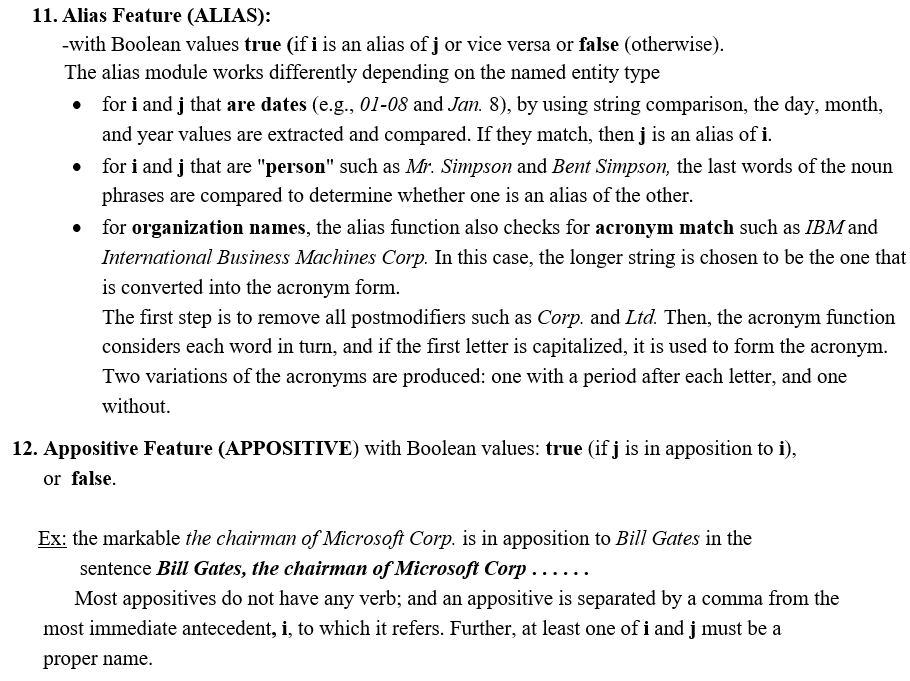 11. Alias Feature (ALIAS):
-with Boolean values true (if i is an alias of j or vice versa or false (otherwise).
The alias module works differently depending on the named entity type
• for i and j that are dates (e.g., 01-08 and Jan. 8), by using string comparison, the day, month,
and year values are extracted and compared. If they match, then j is an alias of i.
• for i and j that are "person" such as Mr. Simpson and Bent Simpson, the last words of the noun
phrases are compared to determine whether one is an alias of the other.
• for organization names, the alias function also checks for acronym match such as IBM and
International Business Machines Corp. In this case, the longer string is chosen to be the one that
is converted into the acronym form.
The first step is to remove all postmodifiers such as Corp. and Ltd. Then, the acronym function
considers each word in turn, and if the first letter is capitalized, it is used to form the acronym.
Two variations of the acronyms are produced: one with a period after each letter, and one
without.
12. Appositive Feature (APPOSITIVE) with Boolean values: true (if j is in apposition to i),
or false.
Ex: the markable the chairman of Microsoft Corp. is in apposition to Bill Gates in the
sentence Bill Gates, the chairman of Microsoft Corp . . . . . .
Most appositives do not have any verb; and an appositive is separated by a comma from the
most immediate antecedent, i, to which it refers. Further, at least one of i and j must be a
proper name.